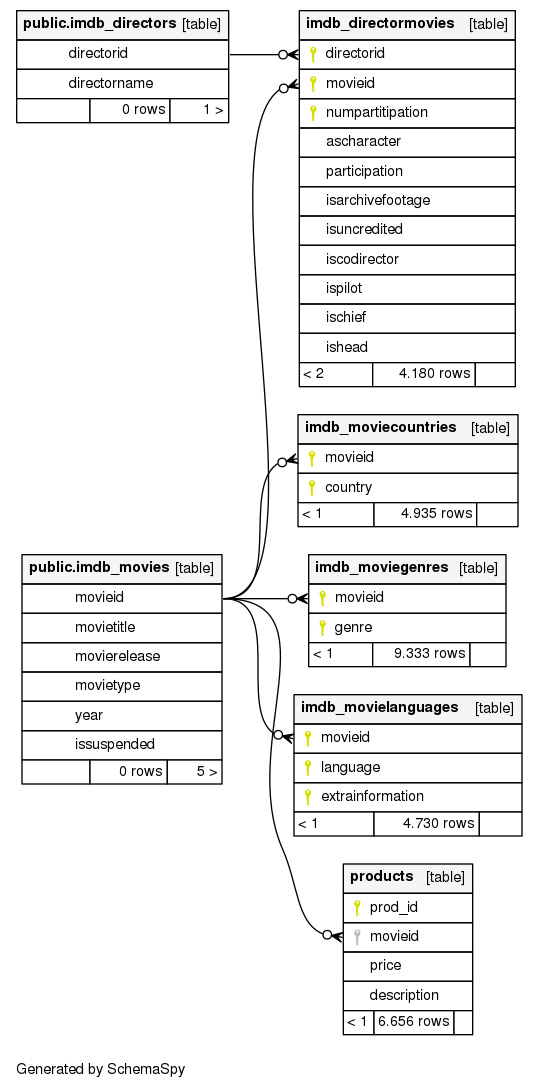 public.imdb_directors [table]
directorid
directorname
0 rows 1 >
imdb_directormovies [table]
directorid
movieid
numpartitipation
ascharacter
participation
isarchivefootage
isuncredited
iscodirector
ispilot
ischief
ishead
< 2 4.180 rows
imdb_moviecountries [table]
movieid
country
< 1 4.935 rows
public.imdb_movies [table]
movieid
movietitle
movierelease
movietype
year
issuspended
0 rows 5 >
imdb_moviegenres [table]
movieid
genre
< 1 9.333 rows
imdb_movielanguages [table]
movieid
language
extrainformation
< 1 4.730 rows
products [table]
prod_id
movieid
price
description
< 1 6.656 rows
Generated by SchemaSpy